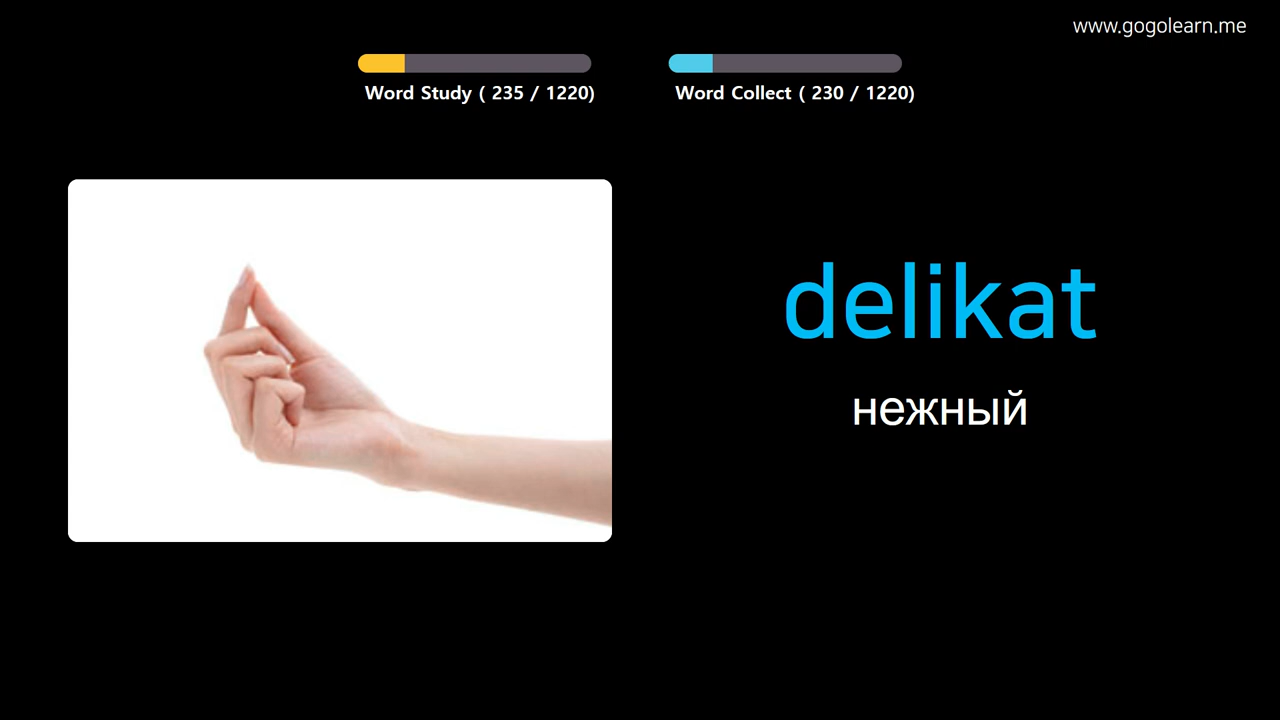 www.gogolearn.me
Word Study ( 235 / 1220)
Word Collect ( 230 / 1220)
delikat
нежный